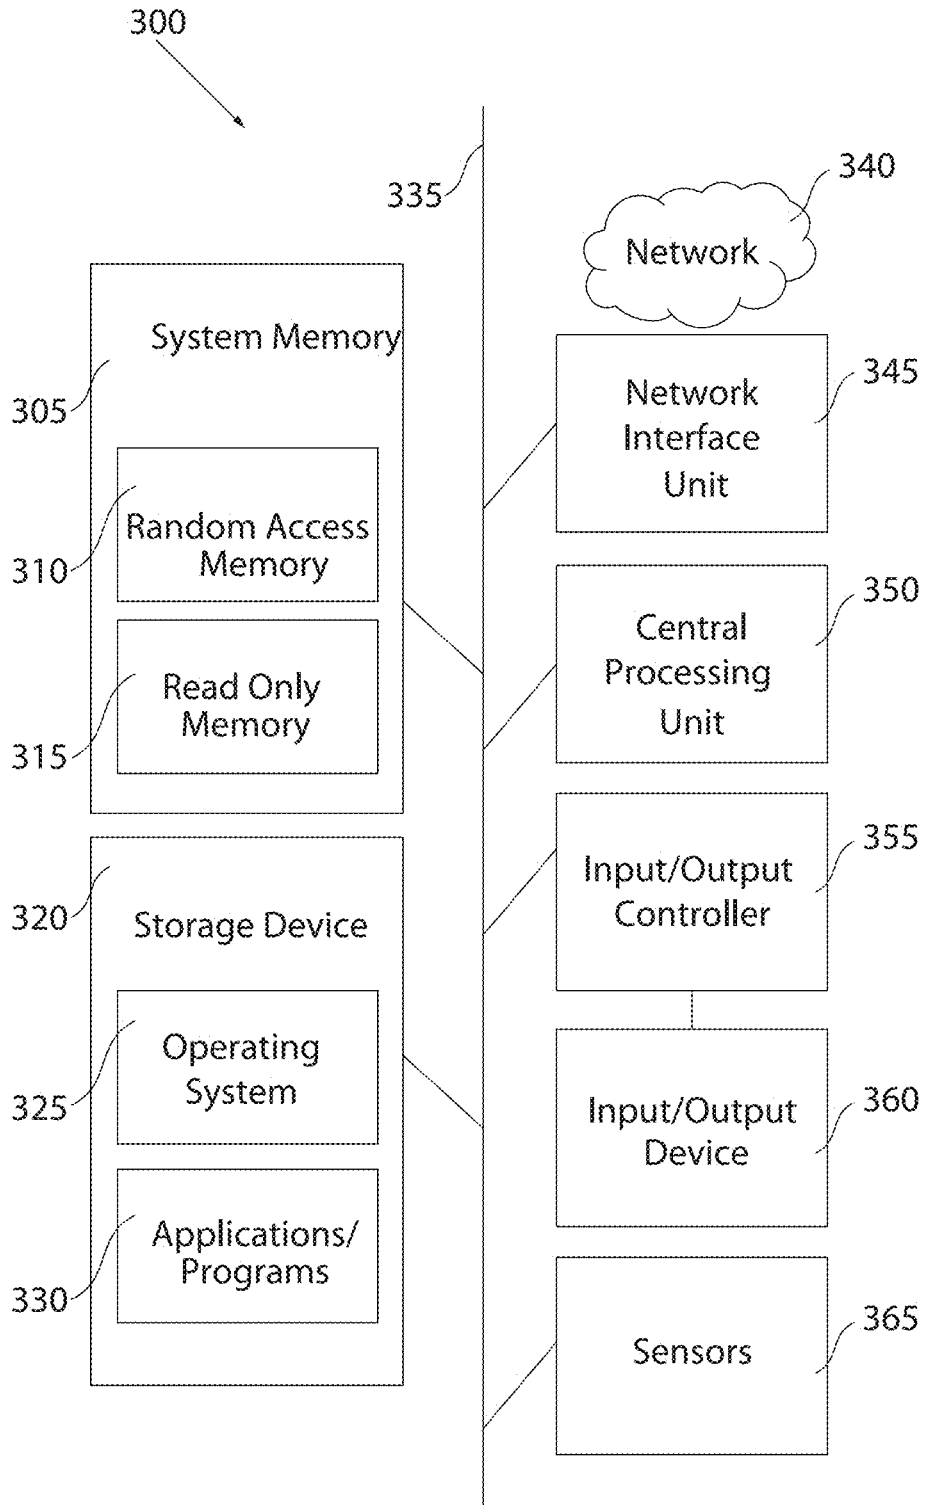 300
335
340
Network
System Memory
305
345
Network
Interface
Unit
310
Random Access
Memory
350
Central
Processing
Unit
315
Read Only
Memory
355
Input/Output
Controller
320
Storage Device
325
Operating
System
360
Input/Output
Device
330
Applications/
Programs
365
Sensors